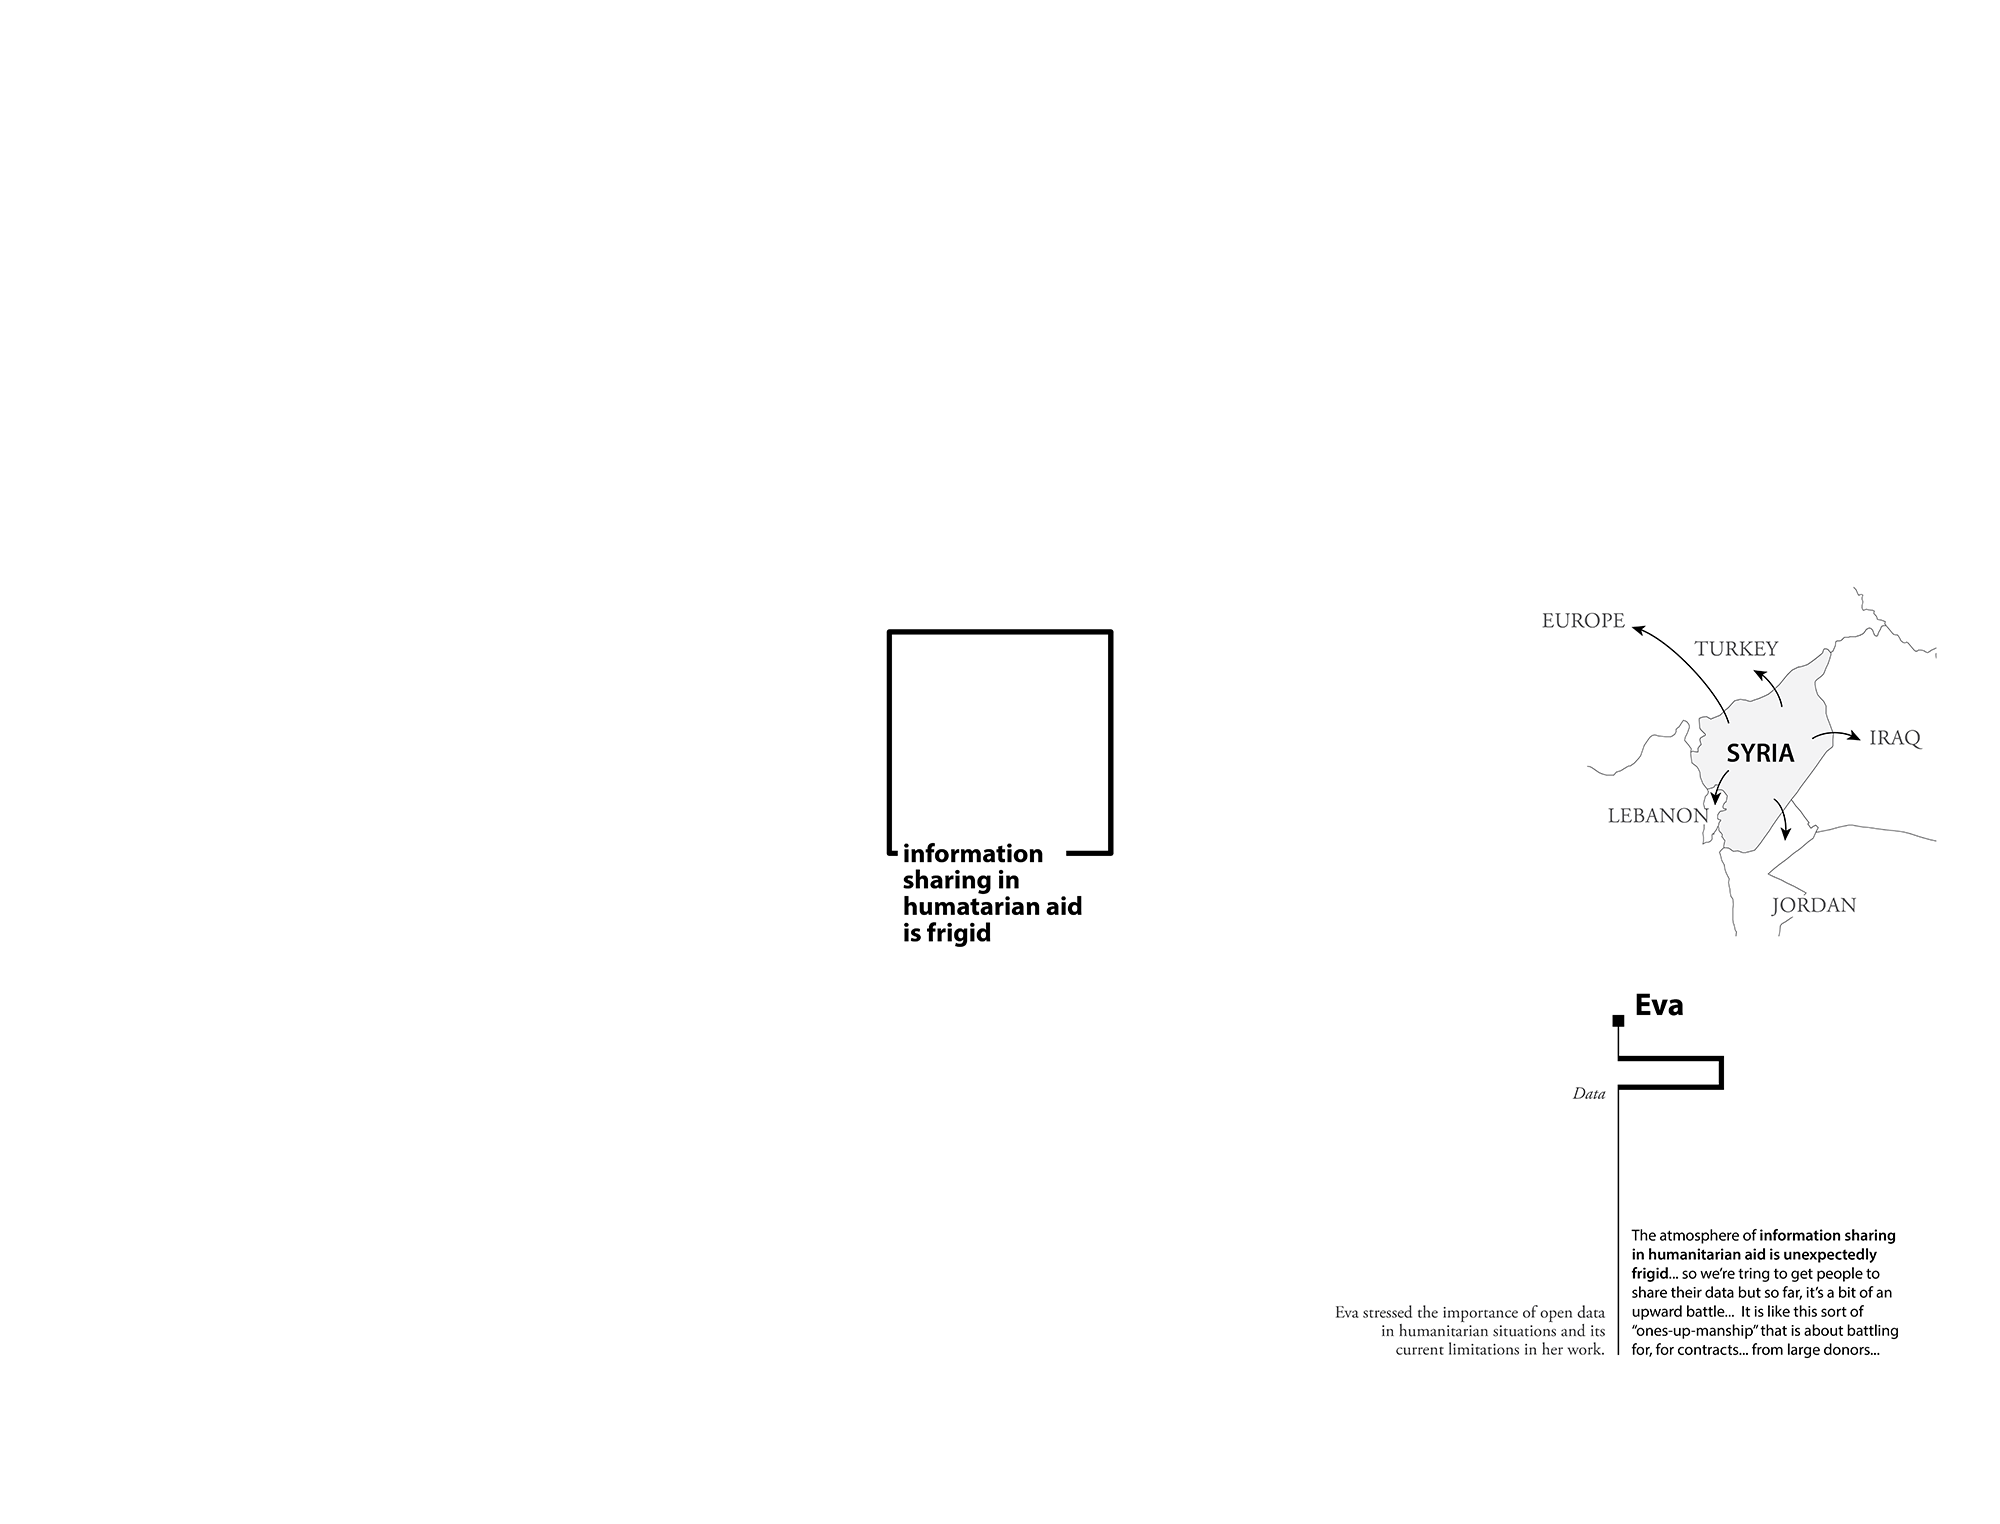 information
sharing in
humatarian aid
is frigid
EUROPE
TURKEY
IRAQ
SYRIA
LEBANON
JORDAN
Eva
Data
Eva stressed the importance of open data
in humanitarian situations and its
current limitations in her work.
The atmosphere of information sharing
in humanitarian aid is unexpectedly
frigid... so we're tring to get people to
share their data but so far, it's a bit of an
upward battle... It is like this sort of
“ones-up-manship” that is about battling
for, for contracts... from large donors...